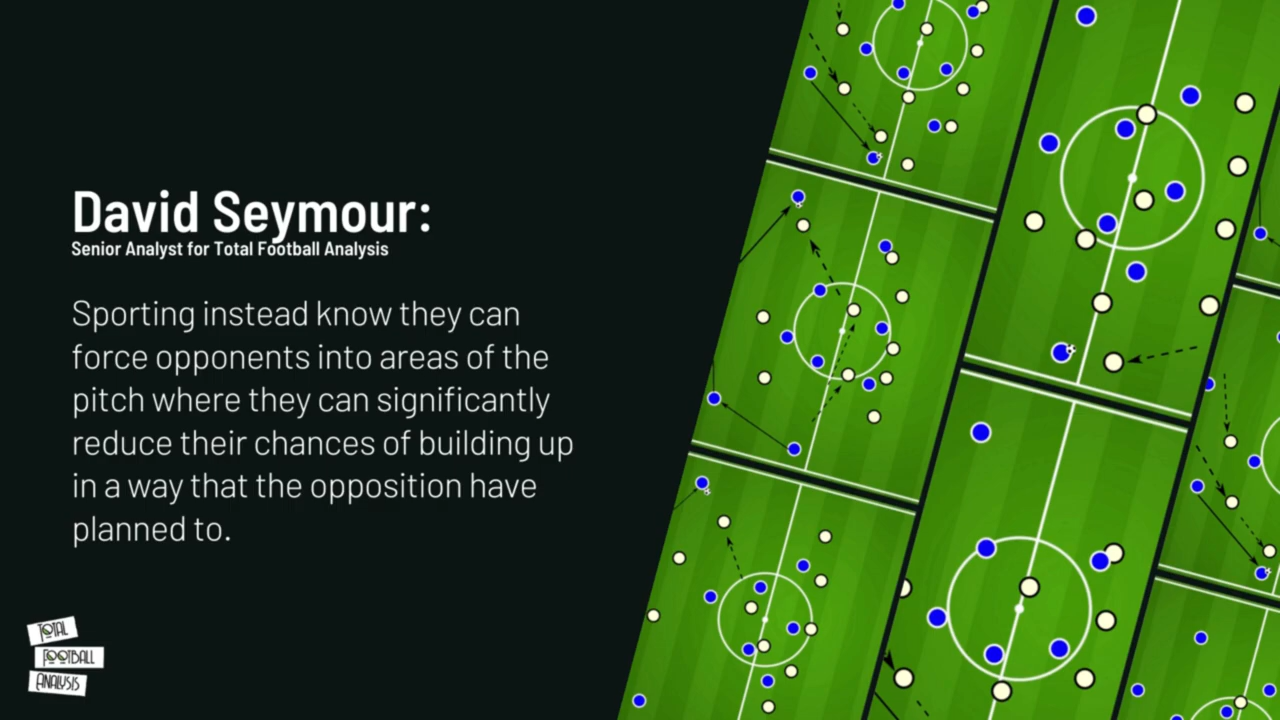 David Seymour:
Senior Analyst for Total Football Analysis
Sporting instead know they can
force opponents into areas of the
pitch where they can significantly
reduce their chances of building up
in a way that the opposition have
planned to.
TOTAL
FOOTBALL
ANALYSIS